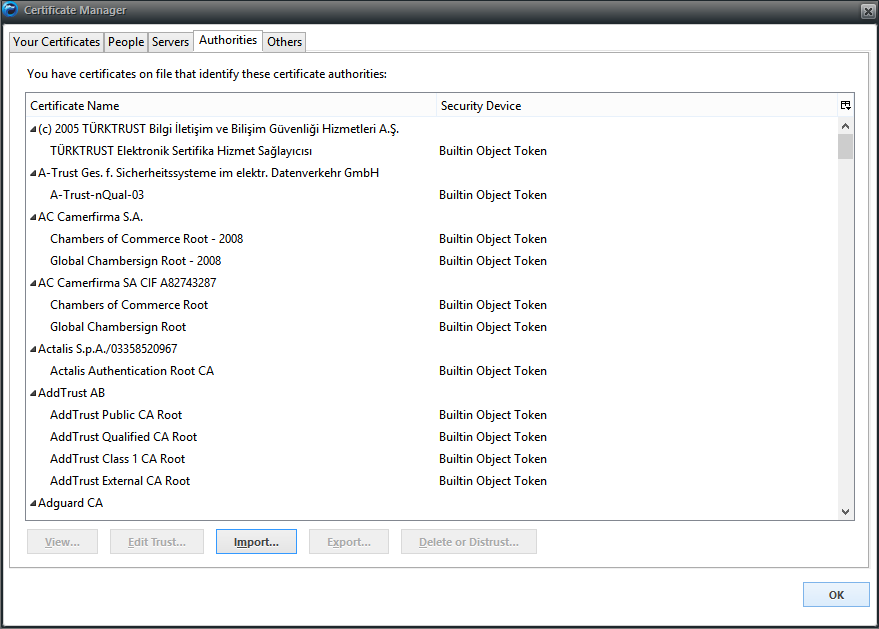 Certificate Manager
Your Certificates People Servers Authorities Others
You have certificates on file that identify these certificate authorities:
Certificate Name Security Device
(c) 2005 TÜRKTRUST Bilgi İletişim ve Bilişim Güvenliği Hizmetleri A.Ş.
TÜRKTRUST Elektronik Sertifika Hizmet Sağlayıcısı Builtin Object Token
A-Trust Ges. f. Sicherheitssysteme im elektr. Datenverkehr GmbH
A-Trust-nQual-03 Builtin Object Token
AC Camerfirma S.A.
Chambers of Commerce Root - 2008 Builtin Object Token
Global Chambersign Root - 2008 Builtin Object Token
AC Camerfirma SA CIF A82743287
Chambers of Commerce Root Builtin Object Token
Global Chambersign Root Builtin Object Token
Actalis S.p.A./03358520967
Actalis Authentication Root CA Builtin Object Token
AddTrust AB
AddTrust Public CA Root Builtin Object Token
AddTrust Qualified CA Root Builtin Object Token
AddTrust Class 1 CA Root Builtin Object Token
AddTrust External CA Root Builtin Object Token
Adguard CA
View... Edit Trust... Import... Export... Delete or Distrust...
OK